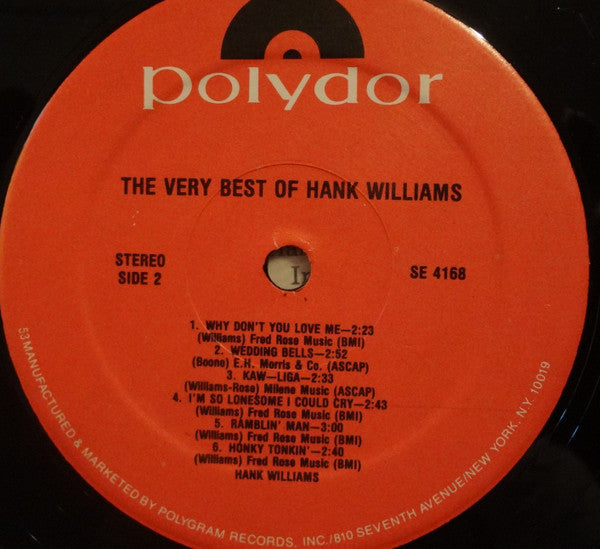 polydor
THE VERY BEST OF HANK WILLIAMS
STEREO
SIDE 2
SE 4168
1. WHY DON'T YOU LOVE ME—2:23
(Williams) Fred Rose Music (BMI)
2. WEDDING BELLS—2:52
(Boone) E.H. Morris & Co. (ASCAP)
3. KAW—LIGA—2:33
(Williams-Rose) Milene Music (ASCAP)
4. I'M SO LONESOME I COULD CRY—2:43
(Williams) Fred Rose Music (BMI)
5. RAMBLIN' MAN—3:00
(Williams) Fred Rose Music (BMI)
6. HONKY TONKIN'—2:40
(Williams) Fred Rose Music (BMI)
HANK WILLIAMS
53 MANUFACTURED & MARKETED BY POLYGRAM RECORDS, INC./810 SEVENTH AVENUE/NEW YORK, NY 10019